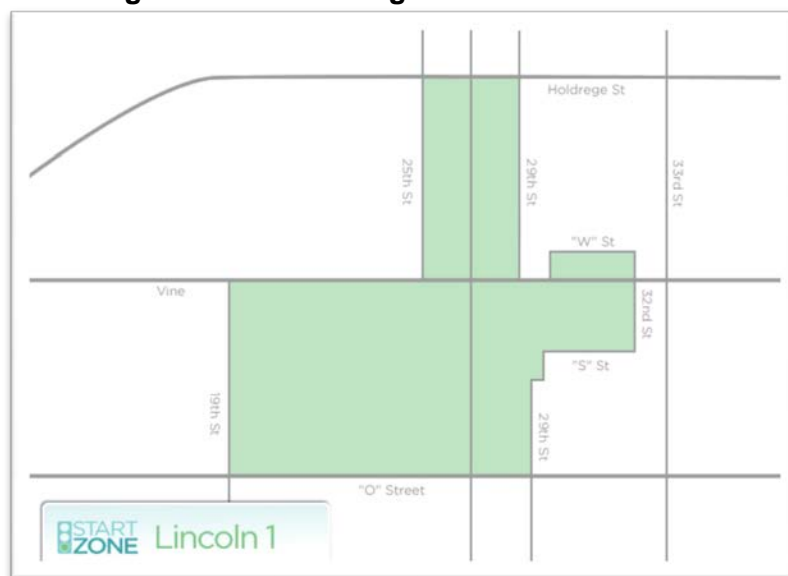 Holdrege St
25th St
29th St
33rd St
"W" St
Vine
32nd St
"S" St
19th St
29th St
"O" Street
START
ZONE
Lincoln 1